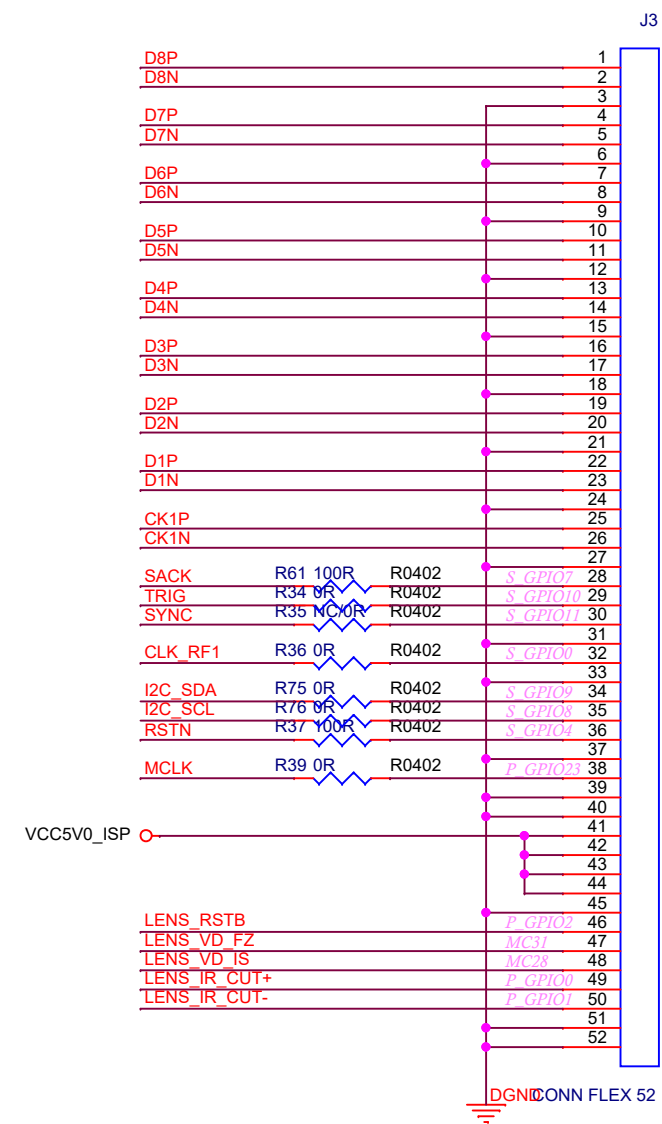 J3
D8P 1
D8N 2
3
D7P 4
D7N 5
6
D6P 7
D6N 8
9
D5P 10
D5N 11
12
D4P 13
D4N 14
15
D3P 16
D3N 17
18
D2P 19
D2N 20
21
D1P 22
D1N 23
24
CK1P 25
CK1N 26
27
SACK R61 100R R0402 S_GPIO7 28
TRIG R34 0R R0402 S_GPIO10 29
SYNC R35 NC/0R R0402 S_GPIO11 30
31
CLK_RF1 R36 0R R0402 S_GPIO0 32
33
I2C_SDA R75 0R R0402 S_GPIO9 34
I2C_SCL R76 0R R0402 S_GPIO8 35
RSTN R37 100R R0402 S_GPIO4 36
37
MCLK R39 0R R0402 P_GPIO23 38
39
40
VCC5V0_ISP 41
42
43
44
45
LENS_RSTB P_GPIO2 46
LENS_VD_FZ MC31 47
LENS_VD_IS MC28 48
LENS_IR_CUT+ P_GPIO0 49
LENS_IR_CUT- P_GPIO1 50
51
52
DGND CONN FLEX 52